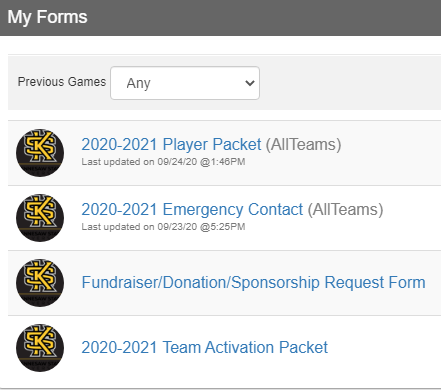 My Forms
Previous Games Any
2020-2021 Player Packet (AllTeams)
Last updated on 09/24/20 @1:46PM
2020-2021 Emergency Contact (AllTeams)
Last updated on 09/23/20 @5:25PM
Fundraiser/Donation/Sponsorship Request Form
2020-2021 Team Activation Packet